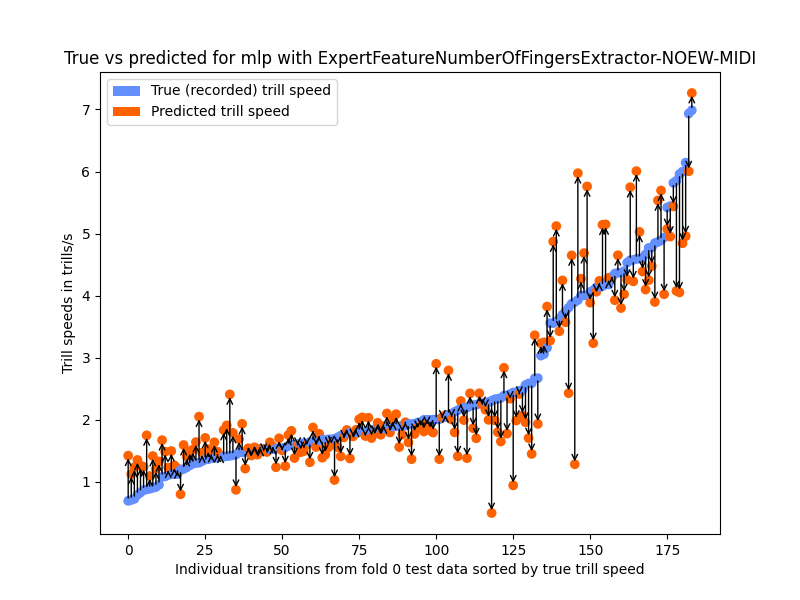 True vs predicted for mlp with ExpertFeatureNumberOfFingersExtractor-NOEW-MIDI
True (recorded) trill speed
Predicted trill speed
7
6
5
4
3
2
1
Trill speeds in trills/s
0 25 50 75 100 125 150 175
Individual transitions from fold 0 test data sorted by true trill speed